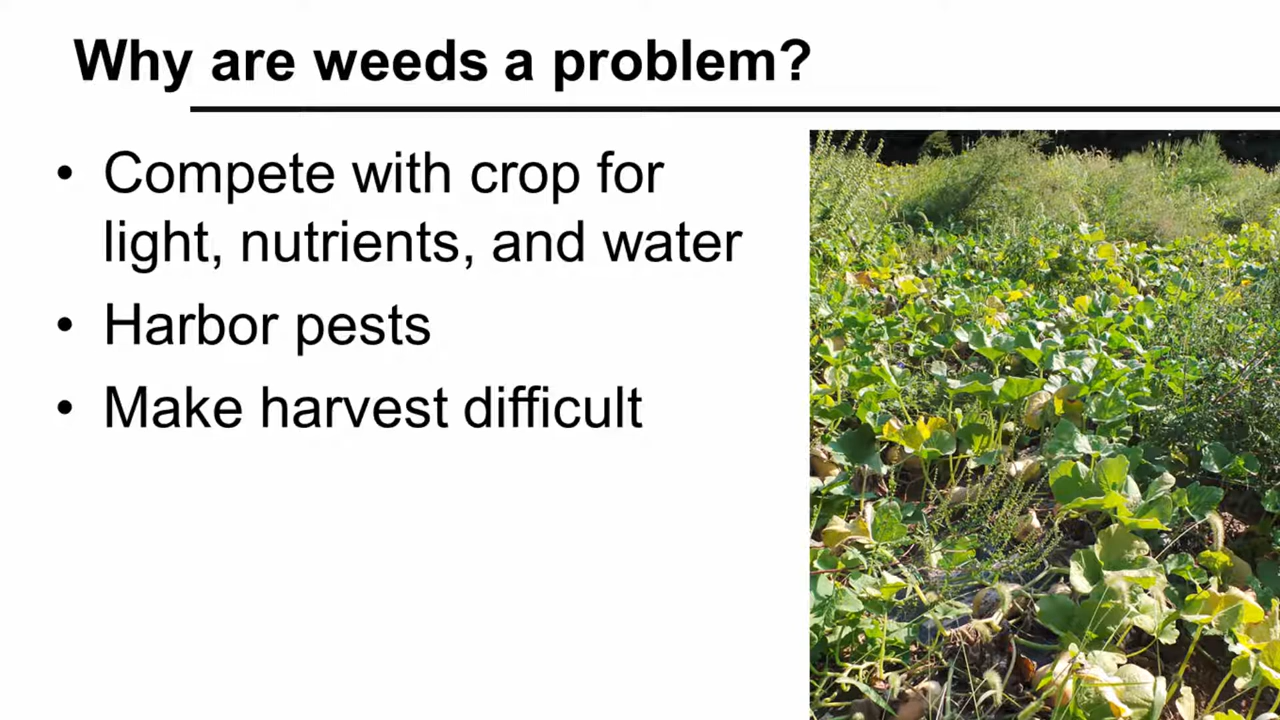 Why are weeds a problem?
• Compete with crop for
light, nutrients, and water
• Harbor pests
• Make harvest difficult